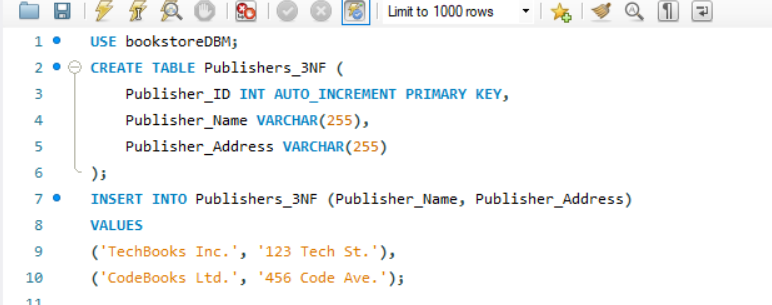 Limit to 1000 rows
1 USE bookstoreDBM;
2 CREATE TABLE Publishers_3NF (
3 Publisher_ID INT AUTO_INCREMENT PRIMARY KEY,
4 Publisher_Name VARCHAR(255),
5 Publisher_Address VARCHAR(255)
6 );
7 INSERT INTO Publishers_3NF (Publisher_Name, Publisher_Address)
8 VALUES
9 ('TechBooks Inc.', '123 Tech St.'),
10 ('CodeBooks Ltd.', '456 Code Ave.');
11